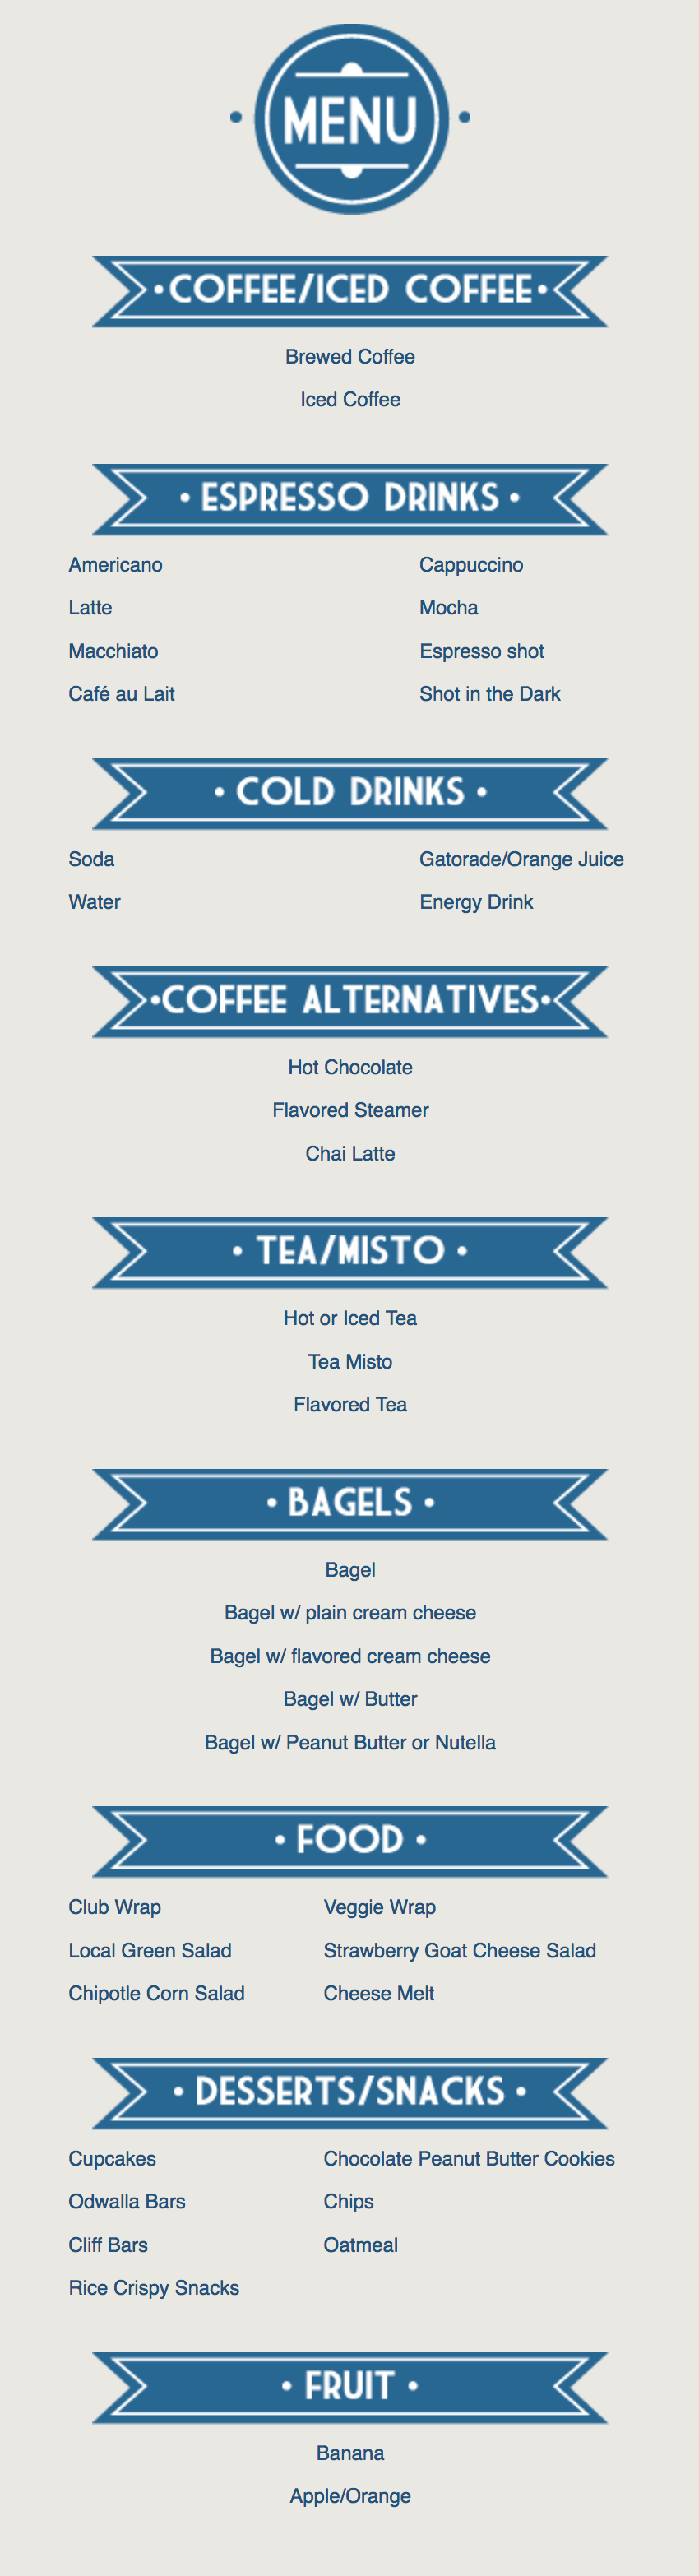 MENU
•COFFEE/ICED COFFEE•
Brewed Coffee
Iced Coffee
• ESPRESSO DRINKS •
Americano Cappuccino
Latte Mocha
Macchiato Espresso shot
Café au Lait Shot in the Dark
• COLD DRINKS •
Soda Gatorade/Orange Juice
Water Energy Drink
•COFFEE ALTERNATIVES•
Hot Chocolate
Flavored Steamer
Chai Latte
• TEA/MISTO •
Hot or Iced Tea
Tea Misto
Flavored Tea
• BAGELS •
Bagel
Bagel w/ plain cream cheese
Bagel w/ flavored cream cheese
Bagel w/ Butter
Bagel w/ Peanut Butter or Nutella
• FOOD •
Club Wrap Veggie Wrap
Local Green Salad Strawberry Goat Cheese Salad
Chipotle Corn Salad Cheese Melt
• DESSERTS/SNACKS •
Cupcakes Chocolate Peanut Butter Cookies
Odwalla Bars Chips
Cliff Bars Oatmeal
Rice Crispy Snacks
• FRUIT •
Banana
Apple/Orange